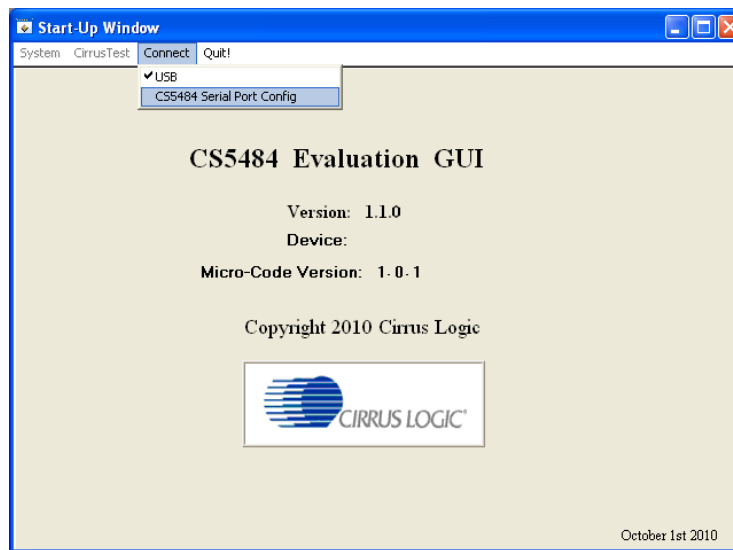 Start-Up Window
System CirrusTest Connect Quit!
✔USB
CS5484 Serial Port Config
CS5484 Evaluation GUI
Version: 1.1.0
Device:
Micro-Code Version: 1.0.1
Copyright 2010 Cirrus Logic
CIRRUS LOGIC®
October 1st 2010